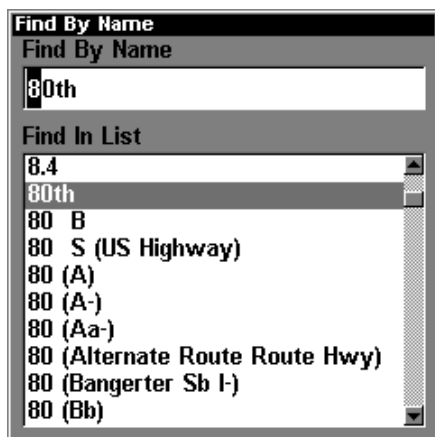 Find By Name
Find By Name
80th
Find In List
8.4
80th
80  B
80  S (US Highway)
80 (A)
80 (A-)
80 (Aa-)
80 (Alternate Route Route Hwy)
80 (Bangerter Sb I-)
80 (Bb)